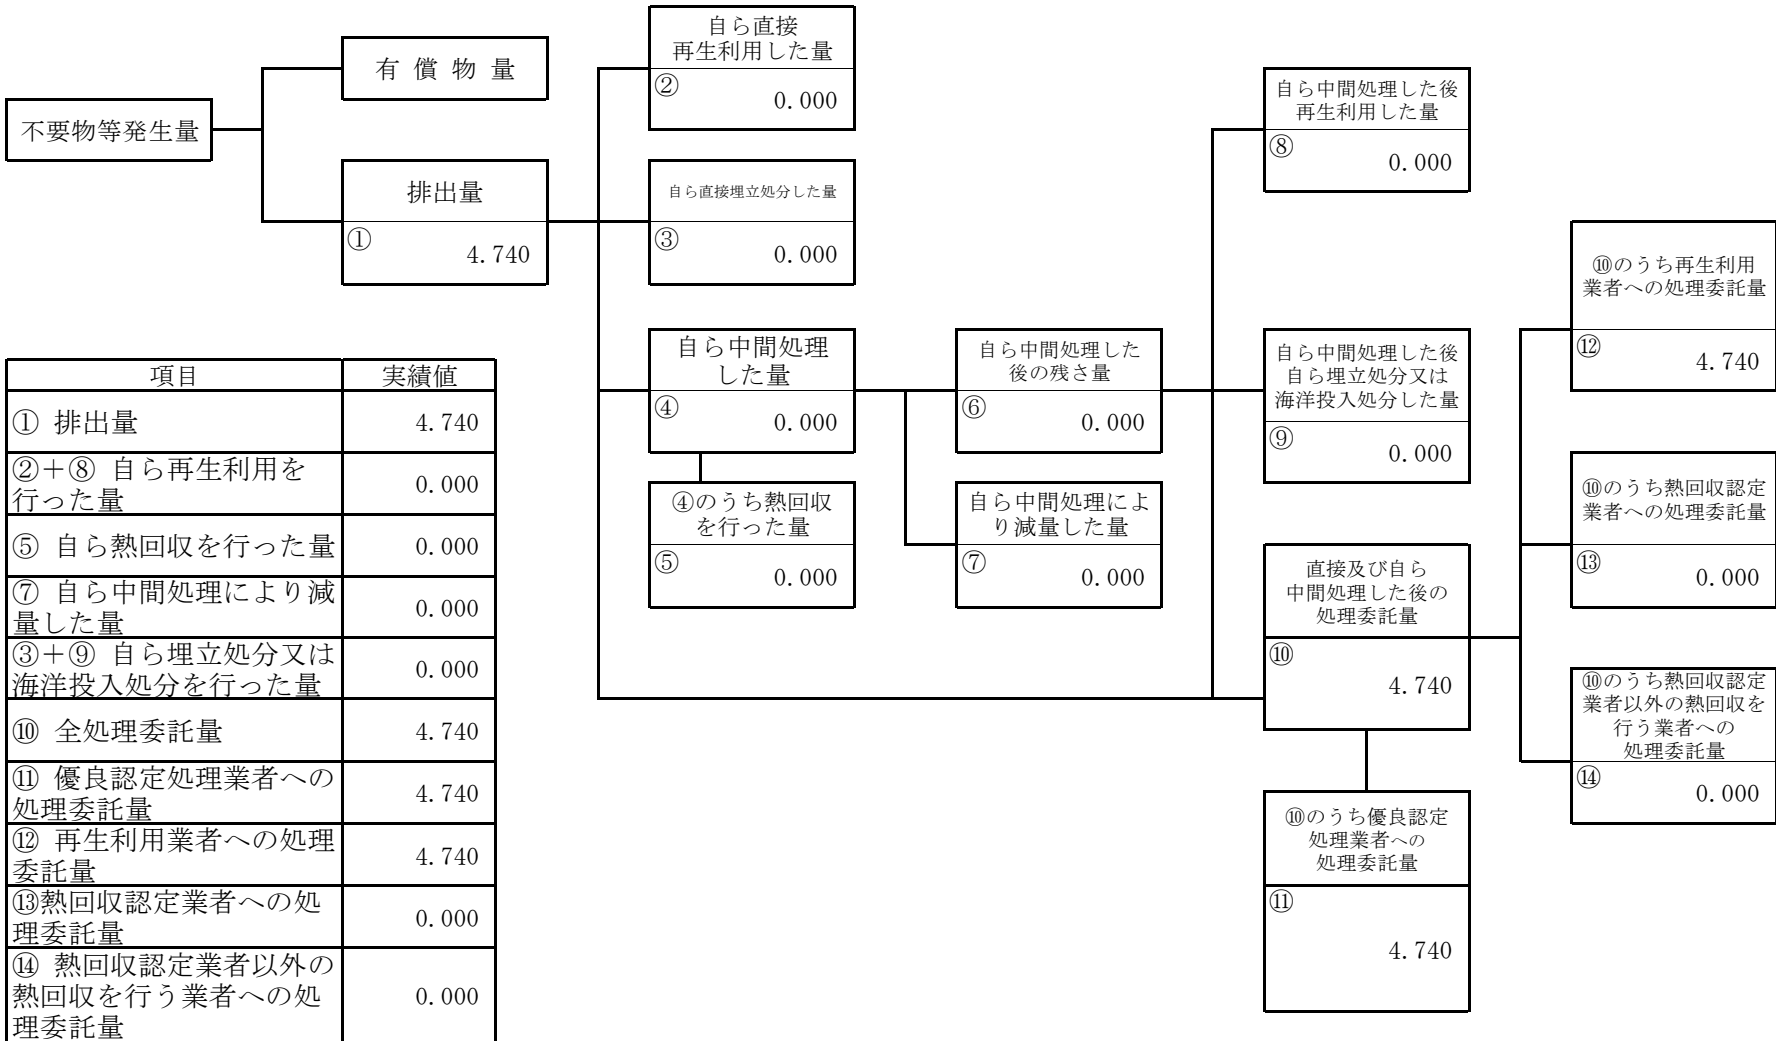 不要物等発生量
有 償 物 量
排出量
① 4.740
自ら直接
再生利用した量
② 0.000
自ら直接埋立処分した量
③ 0.000
自ら中間処理
した量
④ 0.000
④のうち熱回収
を行った量
⑤ 0.000
自ら中間処理した
後の残さ量
⑥ 0.000
自ら中間処理によ
り減量した量
⑦ 0.000
自ら中間処理した後
再生利用した量
⑧ 0.000
自ら中間処理した後
自ら埋立処分又は
海洋投入処分した量
⑨ 0.000
直接及び自ら
中間処理した後の
処理委託量
⑩ 4.740
⑩のうち優良認定
処理業者への
処理委託量
⑪ 4.740
⑩のうち再生利用
業者への処理委託量
⑫ 4.740
⑩のうち熱回収認定
業者への処理委託量
⑬ 0.000
⑩のうち熱回収認定
業者以外の熱回収を
行う業者への
処理委託量
⑭ 0.000
項目 実績値
① 排出量 4.740
②＋⑧ 自ら再生利用を
行った量 0.000
⑤ 自ら熱回収を行った量 0.000
⑦ 自ら中間処理により減
量した量 0.000
③＋⑨ 自ら埋立処分又は
海洋投入処分を行った量 0.000
⑩ 全処理委託量 4.740
⑪ 優良認定処理業者への
処理委託量 4.740
⑫ 再生利用業者への処理
委託量 4.740
⑬熱回収認定業者への処
理委託量 0.000
⑭ 熱回収認定業者以外の
熱回収を行う業者への処
理委託量 0.000